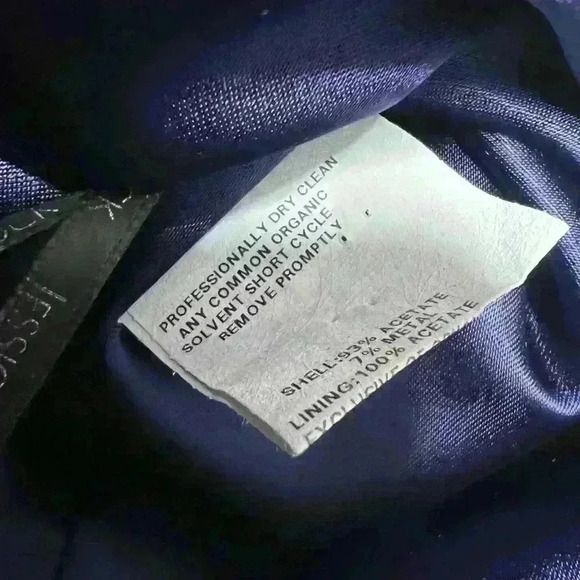 PROFESSIONALLY DRY CLEAN
ANY COMMON ORGANIC
SOLVENT SHORT CYCLE
REMOVE PROMPTLY
SHELL:93% ACETATE
7% METAL
LINING:100% ACETATE
EXCLUSIVE